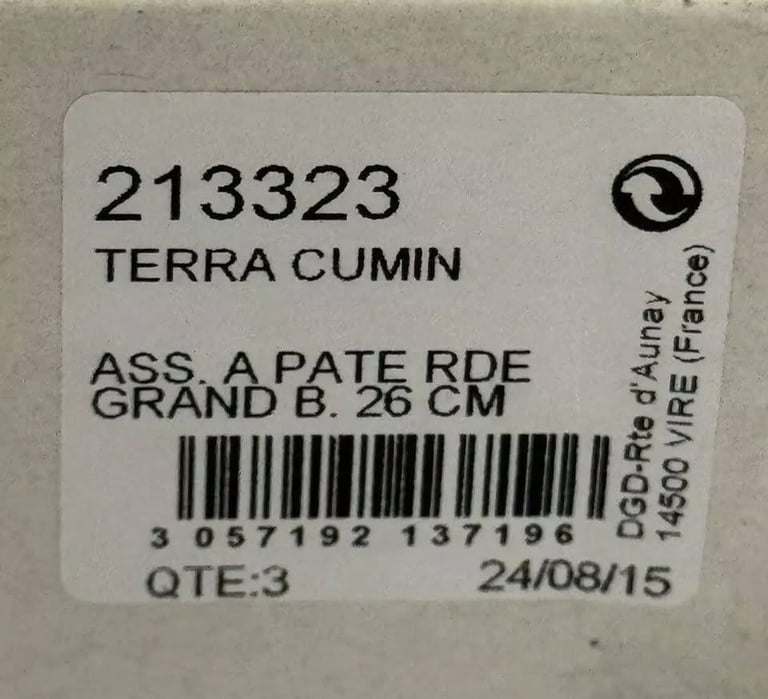 213323
TERRA CUMIN
ASS. A PATE RDE
GRAND B. 26 CM
3 057192 137196
QTE:3
24/08/15
DGD-Rte d'Aunay
14500 VIRE (France)